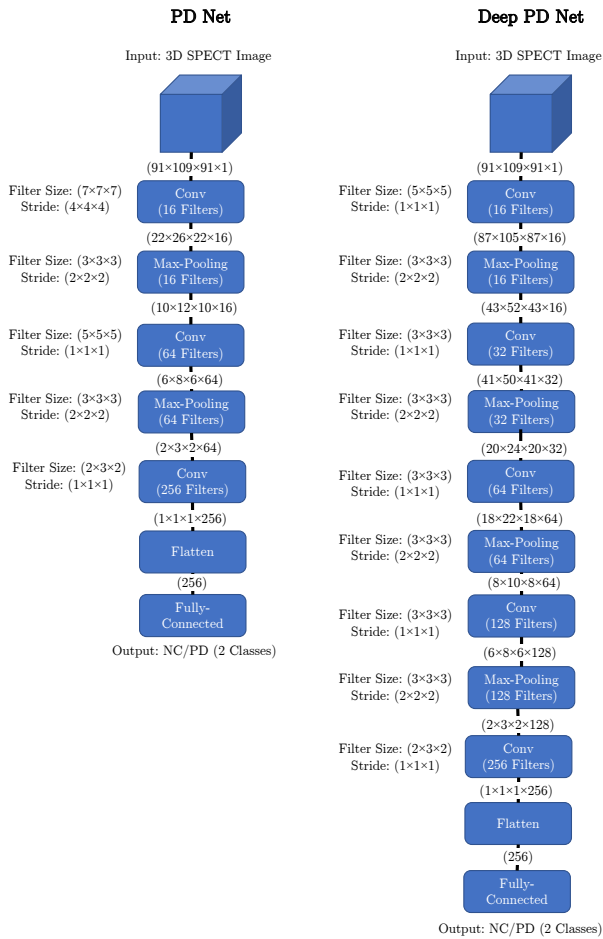 PD Net
Input: 3D SPECT Image
(91×109×91×1)
Filter Size: (7×7×7)
Stride: (4×4×4)
Conv
(16 Filters)
(22×26×22×16)
Filter Size: (3×3×3)
Stride: (2×2×2)
Max-Pooling
(16 Filters)
(10×12×10×16)
Filter Size: (5×5×5)
Stride: (1×1×1)
Conv
(64 Filters)
(6×8×6×64)
Filter Size: (3×3×3)
Stride: (2×2×2)
Max-Pooling
(64 Filters)
(2×3×2×64)
Filter Size: (2×3×2)
Stride: (1×1×1)
Conv
(256 Filters)
(1×1×1×256)
Flatten
(256)
Fully-
Connected
Output: NC/PD (2 Classes)
Deep PD Net
Input: 3D SPECT Image
(91×109×91×1)
Filter Size: (5×5×5)
Stride: (1×1×1)
Conv
(16 Filters)
(87×105×87×16)
Filter Size: (3×3×3)
Stride: (2×2×2)
Max-Pooling
(16 Filters)
(43×52×43×16)
Filter Size: (3×3×3)
Stride: (1×1×1)
Conv
(32 Filters)
(41×50×41×32)
Filter Size: (3×3×3)
Stride: (2×2×2)
Max-Pooling
(32 Filters)
(20×24×20×32)
Filter Size: (3×3×3)
Stride: (1×1×1)
Conv
(64 Filters)
(18×22×18×64)
Filter Size: (3×3×3)
Stride: (2×2×2)
Max-Pooling
(64 Filters)
(8×10×8×64)
Filter Size: (3×3×3)
Stride: (1×1×1)
Conv
(128 Filters)
(6×8×6×128)
Filter Size: (3×3×3)
Stride: (2×2×2)
Max-Pooling
(128 Filters)
(2×3×2×128)
Filter Size: (2×3×2)
Stride: (1×1×1)
Conv
(256 Filters)
(1×1×1×256)
Flatten
(256)
Fully-
Connected
Output: NC/PD (2 Classes)